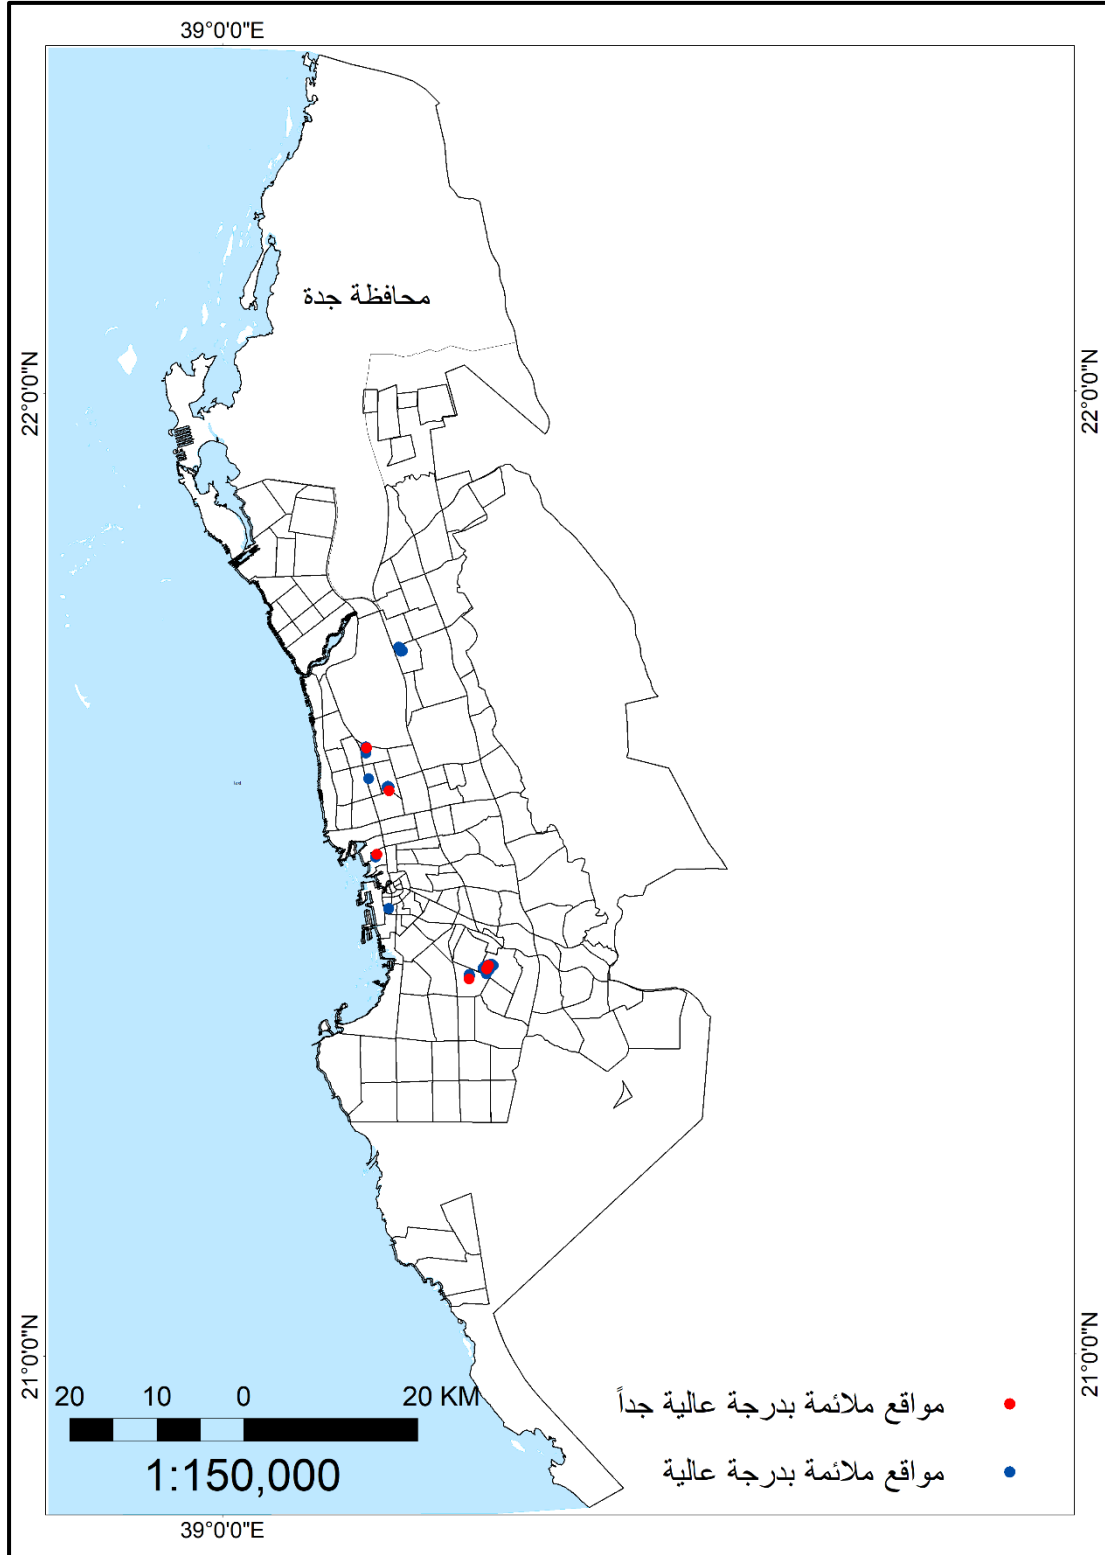 39°0'0"E
محافظة جدة
22°0'0"N
22°0'0"N
21°0'0"N
21°0'0"N
20 10 0 20 KM
1:150,000
مواقع ملائمة بدرجة عالية جداً
مواقع ملائمة بدرجة عالية
39°0'0"E